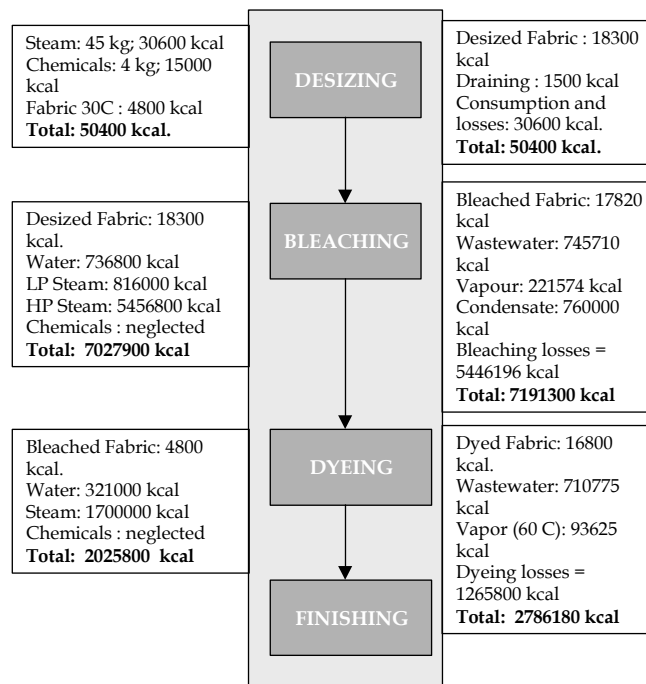 Steam: 45 kg; 30600 kcal
Chemicals: 4 kg; 15000
kcal
Fabric 30C : 4800 kcal
Total: 50400 kcal.
DESIZING
Desized Fabric : 18300
kcal
Draining : 1500 kcal
Consumption and
losses: 30600 kcal.
Total: 50400 kcal.
Desized Fabric: 18300
kcal.
Water: 736800 kcal
LP Steam: 816000 kcal
HP Steam: 5456800 kcal
Chemicals : neglected
Total: 7027900 kcal
BLEACHING
Bleached Fabric: 17820
kcal
Wastewater: 745710
kcal
Vapour: 221574 kcal
Condensate: 760000
kcal
Bleaching losses =
5446196 kcal
Total: 7191300 kcal
Bleached Fabric: 4800
kcal.
Water: 321000 kcal
Steam: 1700000 kcal
Chemicals : neglected
Total: 2025800 kcal
DYEING
Dyed Fabric: 16800
kcal.
Wastewater: 710775
kcal
Vapor (60 C): 93625
kcal
Dyeing losses =
1265800 kcal
Total: 2786180 kcal
FINISHING